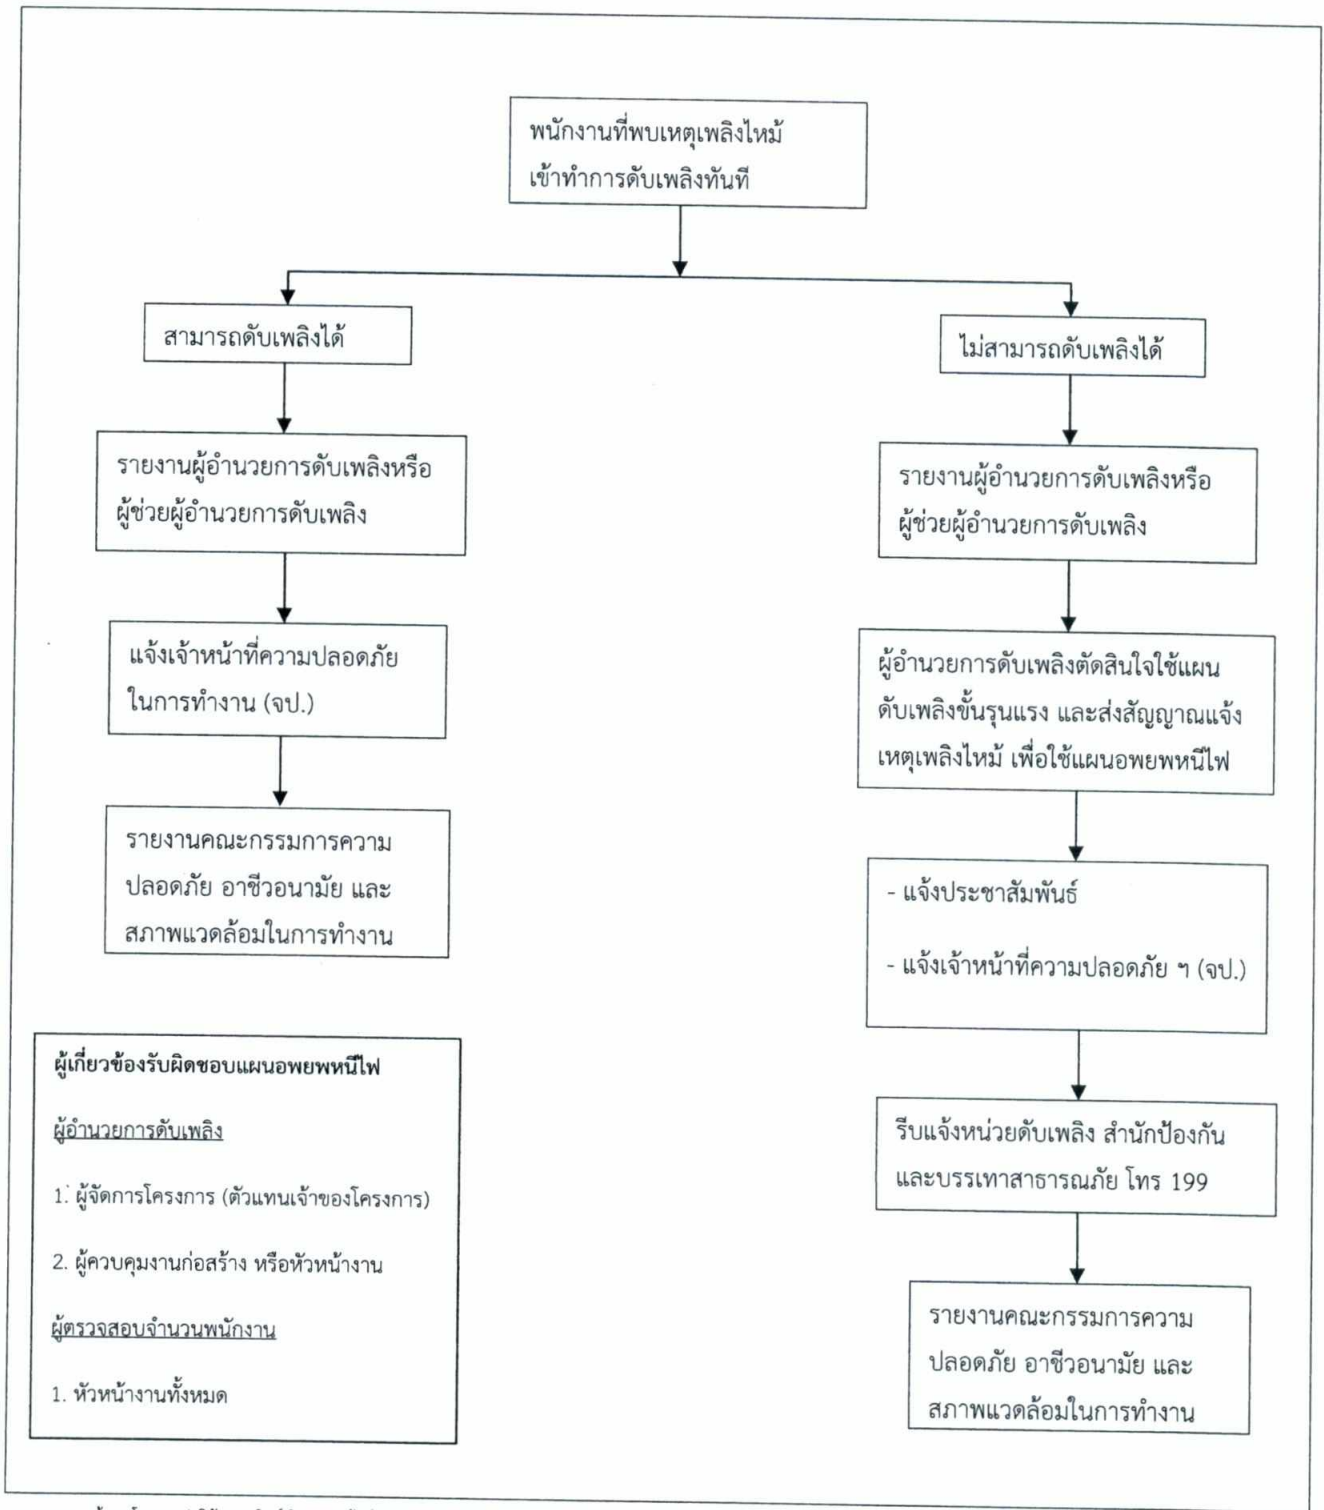 พนักงานที่พบเหตุเพลิงไหม้
เข้าทำการดับเพลิงทันที
สามารถดับเพลิงได้
รายงานผู้อำนวยการดับเพลิงหรือ
ผู้ช่วยผู้อำนวยการดับเพลิง
แจ้งเจ้าหน้าที่ความปลอดภัย
ในการทำงาน (จป.)
รายงานคณะกรรมการความ
ปลอดภัย อาชีวอนามัย และ
สภาพแวดล้อมในการทำงาน
ไม่สามารถดับเพลิงได้
รายงานผู้อำนวยการดับเพลิงหรือ
ผู้ช่วยผู้อำนวยการดับเพลิง
ผู้อำนวยการดับเพลิงตัดสินใจใช้แผน
ดับเพลิงขั้นรุนแรง และส่งสัญญาณแจ้ง
เหตุเพลิงไหม้ เพื่อใช้แผนอพยพหนีไฟ
- แจ้งประชาสัมพันธ์
- แจ้งเจ้าหน้าที่ความปลอดภัย ฯ (จป.)
รีบแจ้งหน่วยดับเพลิง สำนักป้องกัน
และบรรเทาสาธารณภัย โทร 199
รายงานคณะกรรมการความ
ปลอดภัย อาชีวอนามัย และ
สภาพแวดล้อมในการทำงาน
ผู้เกี่ยวข้องรับผิดชอบแผนอพยพหนีไฟ
ผู้อำนวยการดับเพลิง
1. ผู้จัดการโครงการ (ตัวแทนเจ้าของโครงการ)
2. ผู้ควบคุมงานก่อสร้าง หรือหัวหน้างาน
ผู้ตรวจสอบจำนวนพนักงาน
1. หัวหน้างานทั้งหมด